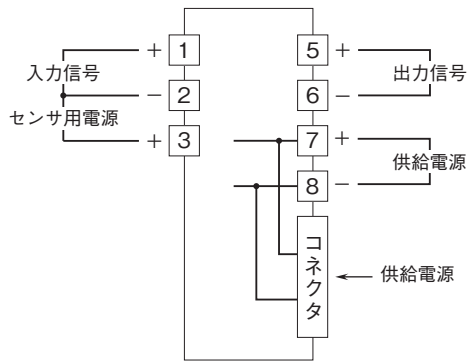 + 1
入力信号
− 2
センサ用電源
+ 3
5 +
出力信号
6 −
7 +
供給電源
8 −
コネクタ
供給電源